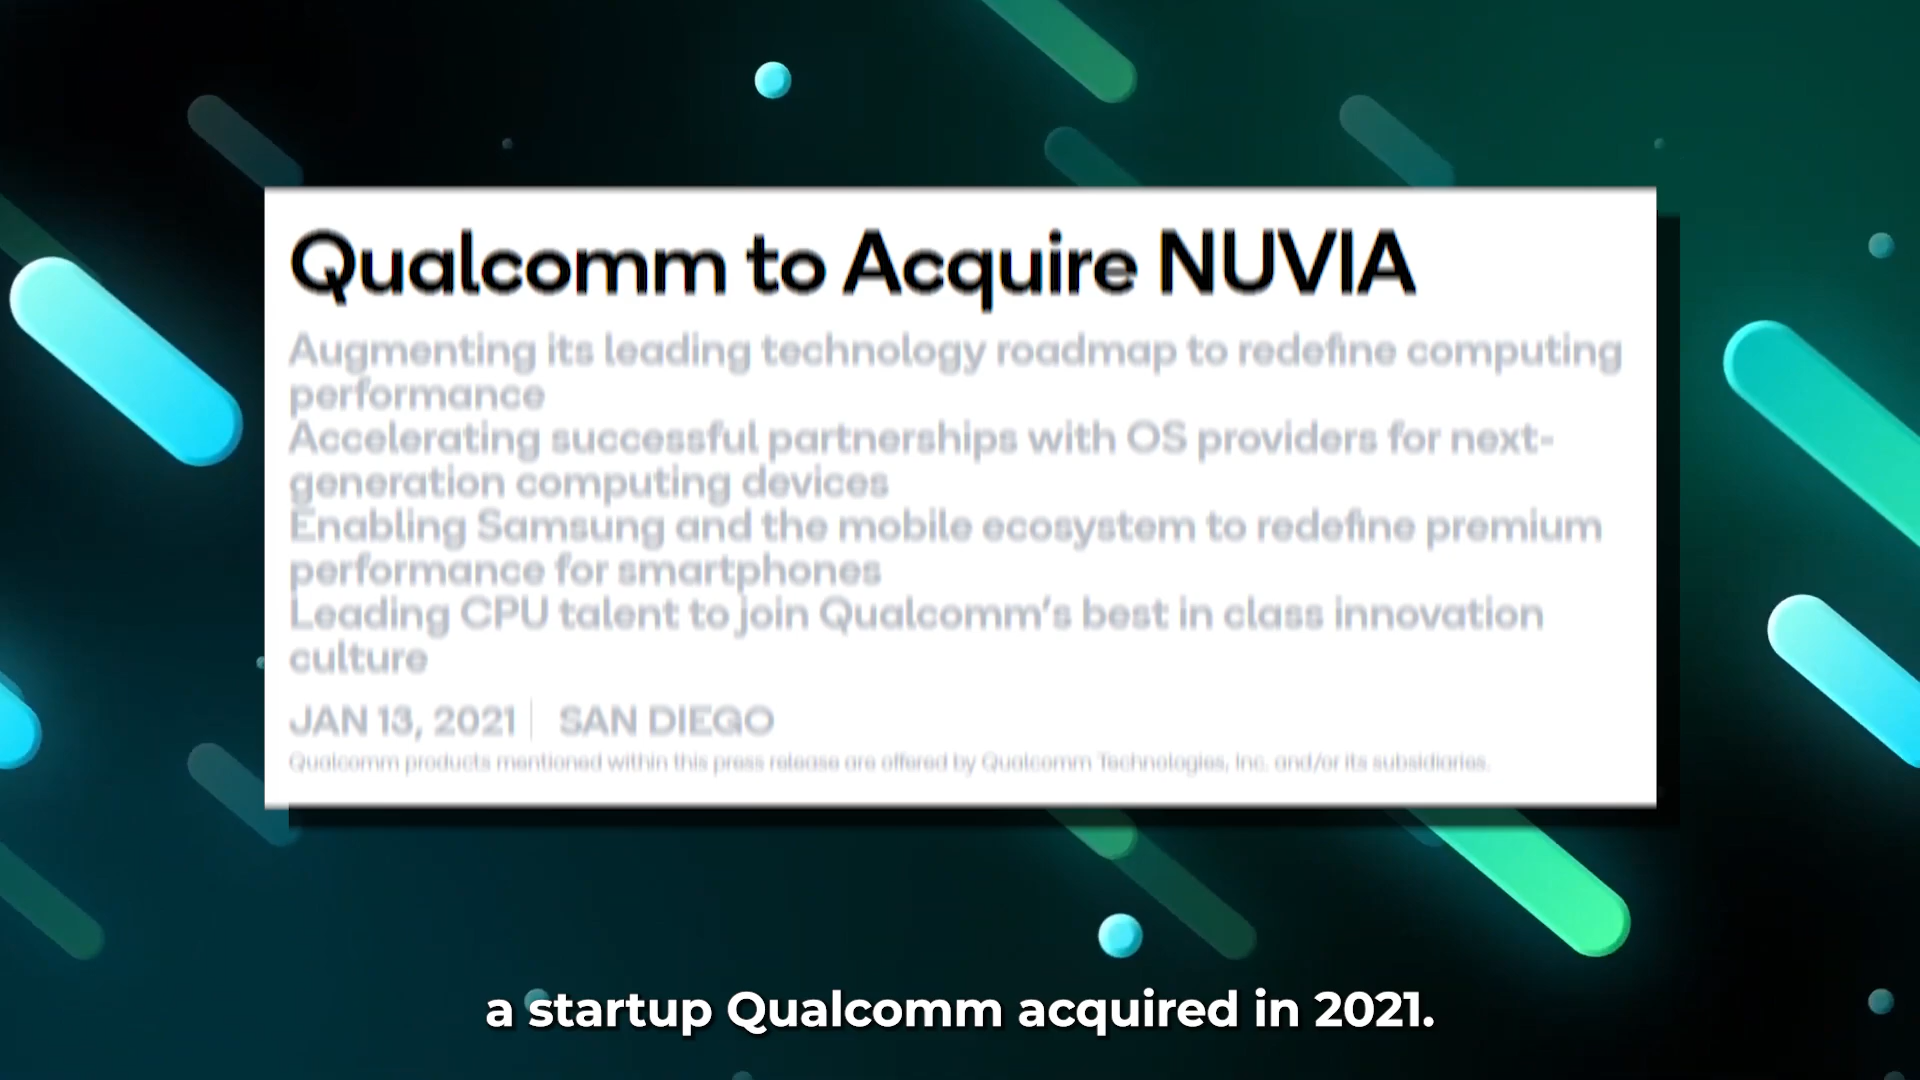 Qualcomm to Acquire NUVIA
Augmenting its leading technology roadmap to redefine computing
performance
Accelerating successful partnerships with OS providers for next-
generation computing devices
Enabling Samsung and the mobile ecosystem to redefine premium
performance for smartphones
Leading CPU talent to join Qualcomm’s best in class innovation
culture
JAN 13, 2021 | SAN DIEGO
Qualcomm products mentioned within this press release are offered by Qualcomm Technologies, Inc. and/or its subsidiaries.
a startup Qualcomm acquired in 2021.